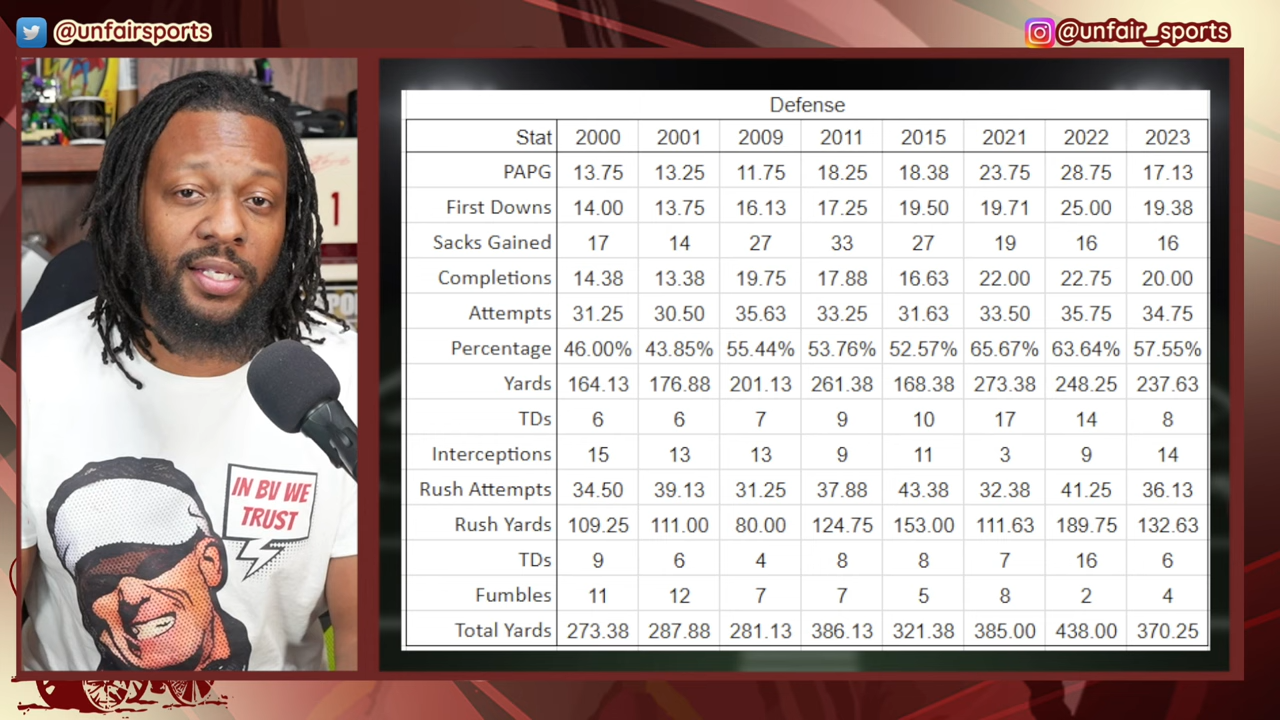 @unfairsports
@unfair_sports
1
IN BV WE
TRUST
Defense
Stat 2000 2001 2009 2011 2015 2021 2022 2023
PAPG 13.75 13.25 11.75 18.25 18.38 23.75 28.75 17.13
First Downs 14.00 13.75 16.13 17.25 19.50 19.71 25.00 19.38
Sacks Gained 17 14 27 33 27 19 16 16
Completions 14.38 13.38 19.75 17.88 16.63 22.00 22.75 20.00
Attempts 31.25 30.50 35.63 33.25 31.63 33.50 35.75 34.75
Percentage 46.00% 43.85% 55.44% 53.76% 52.57% 65.67% 63.64% 57.55%
Yards 164.13 176.88 201.13 261.38 168.38 273.38 248.25 237.63
TDs 6 6 7 9 10 17 14 8
Interceptions 15 13 13 9 11 3 9 14
Rush Attempts 34.50 39.13 31.25 37.88 43.38 32.38 41.25 36.13
Rush Yards 109.25 111.00 80.00 124.75 153.00 111.63 189.75 132.63
TDs 9 6 4 8 8 7 16 6
Fumbles 11 12 7 7 5 8 2 4
Total Yards 273.38 287.88 281.13 386.13 321.38 385.00 438.00 370.25